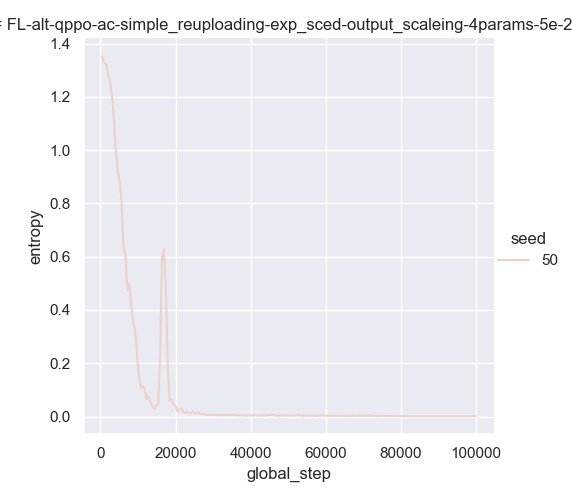 = FL-alt-qppo-ac-simple_reuploading-exp_sced-output_scaleing-4params-5e-2
1.4
1.2
1.0
0.8
0.6
0.4
0.2
0.0
entropy
0 20000 40000 60000 80000 100000
global_step
seed
50